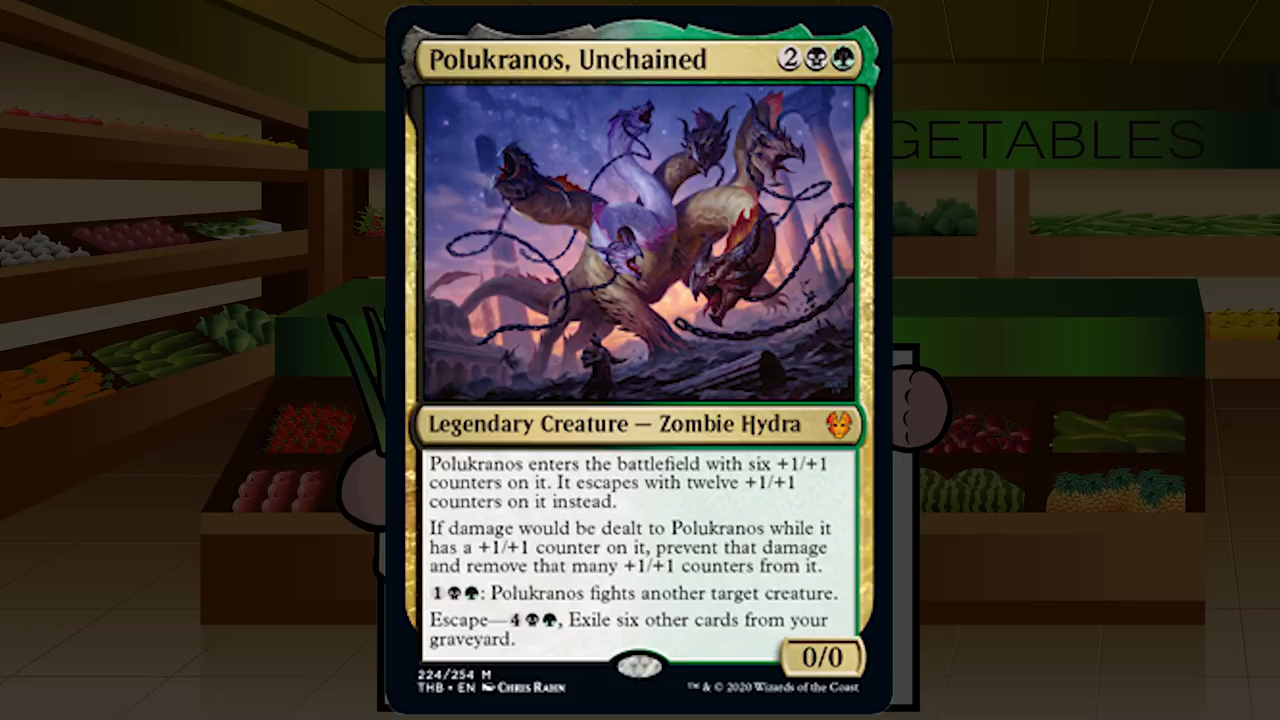 Polukranos, Unchained 2
GETABLES
Legendary Creature — Zombie Hydra
Polukranos enters the battlefield with six +1/+1
counters on it. It escapes with twelve +1/+1
counters on it instead.
If damage would be dealt to Polukranos while it
has a +1/+1 counter on it, prevent that damage
and remove that many +1/+1 counters from it.
1 : Polukranos fights another target creature.
Escape—4 , Exile six other cards from your
graveyard.
0/0
224/254 M
THB • EN Chris Rahn
™ & © 2020 Wizards of the Coast